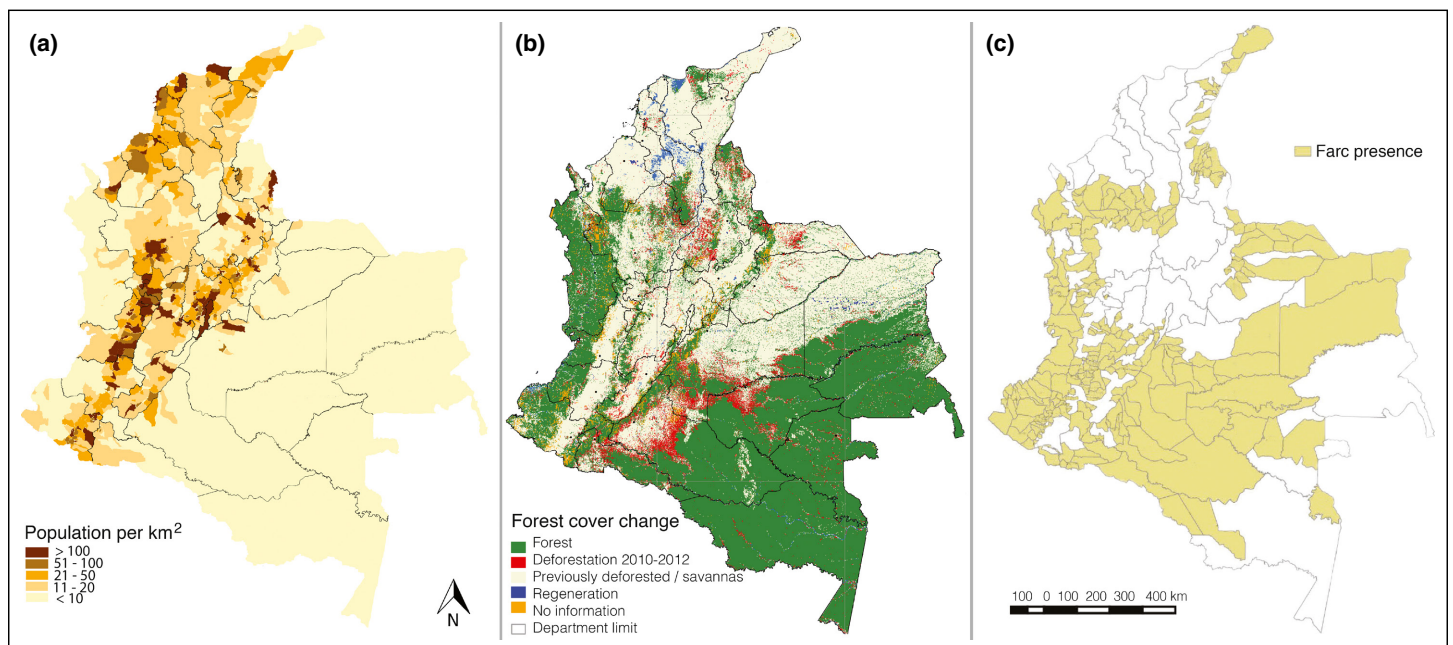 (a)
Population per km²
> 100
51 - 100
21 - 50
11 - 20
< 10
N
(b)
Forest cover change
Forest
Deforestation 2010-2012
Previously deforested / savannas
Regeneration
No information
Department limit
(c)
Farc presence
100 0 100 200 300 400 km